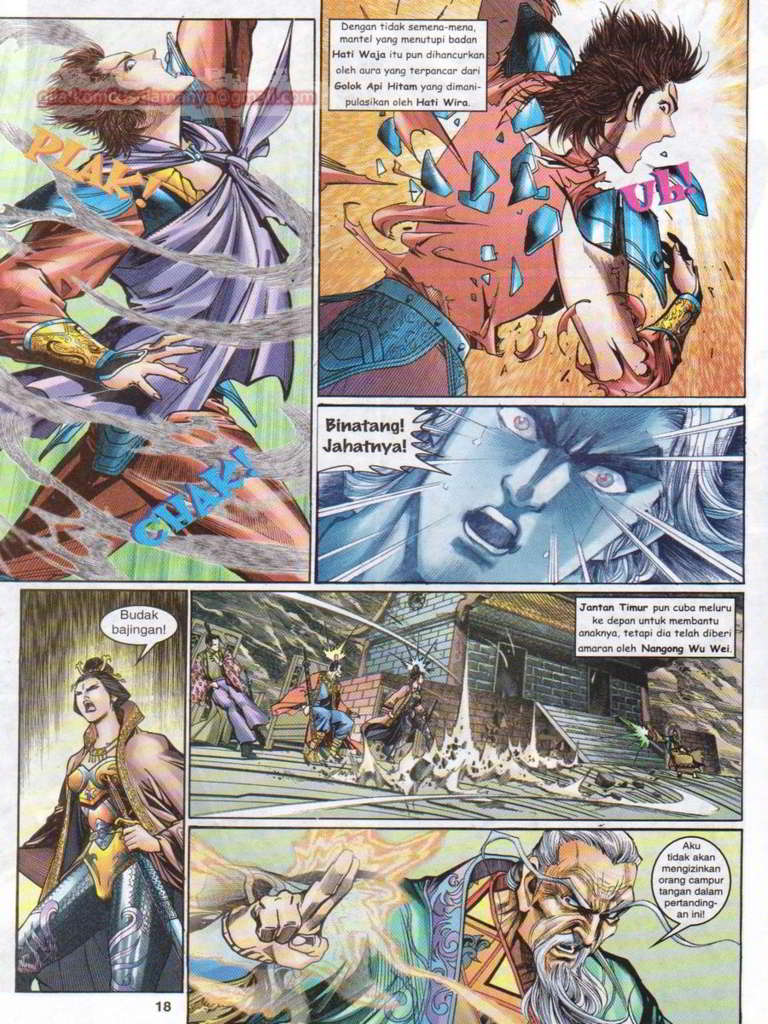 PIAK!
CHAK!
Dengan tidak semena-mena,
mantel yang menutupi badan
Hati Waja itu pun dihancurkan
oleh aura yang terpancar dari
Golok Api Hitam yang dimani-
pulasikan oleh Hati Wira.
Uh!
Binatang!
Jahatnya!
Budak
bajingan!
Jantan Timur pun cuba meluru
ke depan untuk membantu
anaknya, tetapi dia telah diberi
amaran oleh Nangong Wu Wei.
Aku
tidak akan
mengizinkan
orang campur
tangan dalam
pertanding-
an ini!
18